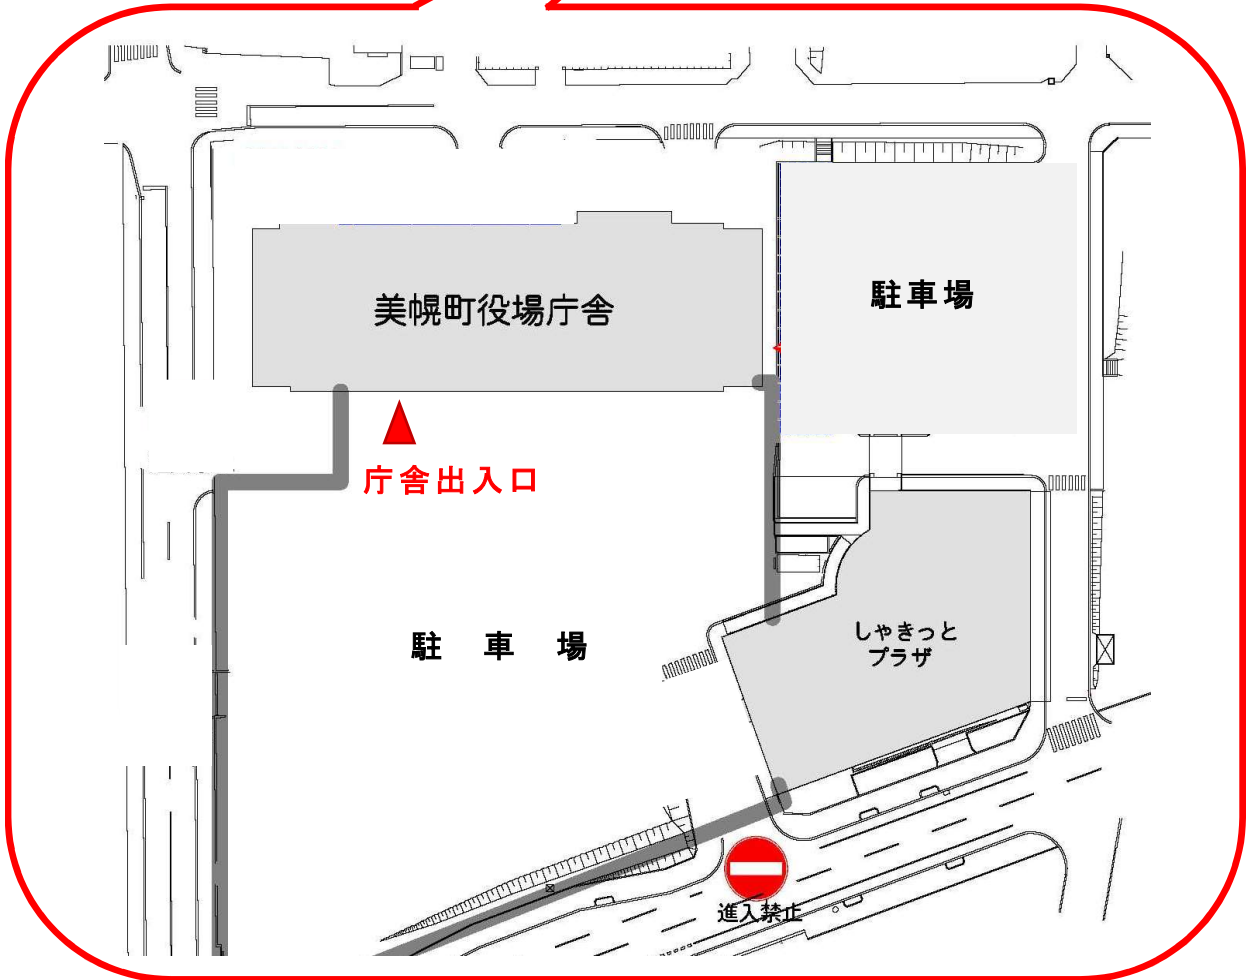 美幌町役場庁舎
駐車場
庁舎出入口
駐車場
しゃきっと
プラザ
進入禁止